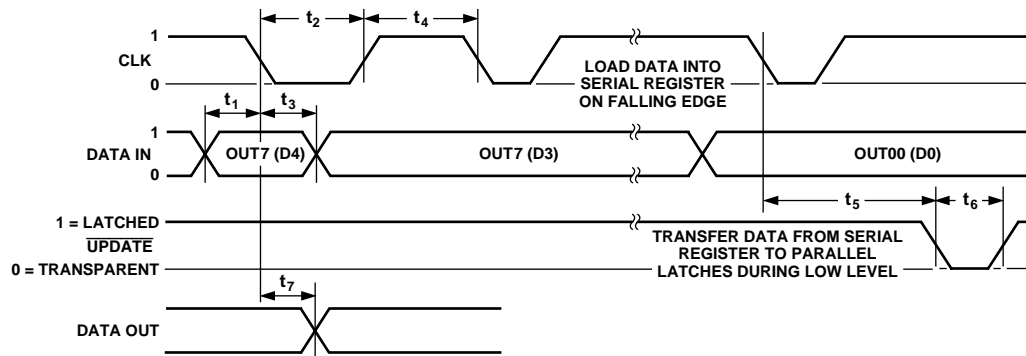 t2
t4
1
CLK
0
LOAD DATA INTO
SERIAL REGISTER
ON FALLING EDGE
t1
t3
1
DATA IN
0
OUT7 (D4)
OUT7 (D3)
OUT00 (D0)
t5
t6
1 = LATCHED
UPDATE
0 = TRANSPARENT
TRANSFER DATA FROM SERIAL
REGISTER TO PARALLEL
LATCHES DURING LOW LEVEL
t7
DATA OUT